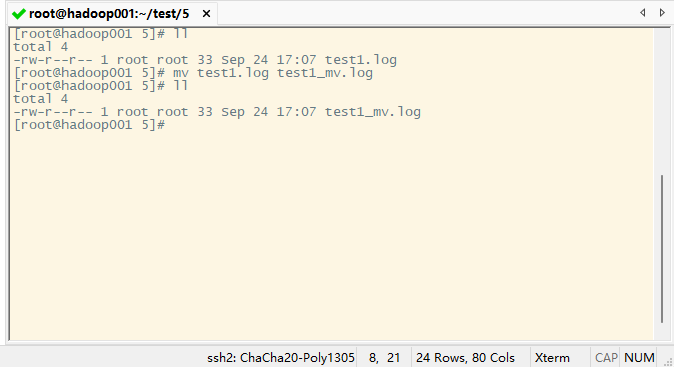 root@hadoop001:~/test/5
[root@hadoop001 5]# ll
total 4
-rw-r--r-- 1 root root 33 Sep 24 17:07 test1.log
[root@hadoop001 5]# mv test1.log test1_mv.log
[root@hadoop001 5]# ll
total 4
-rw-r--r-- 1 root root 33 Sep 24 17:07 test1_mv.log
[root@hadoop001 5]#
ssh2: ChaCha20-Poly1305 8, 21 24 Rows, 80 Cols Xterm CAP NUM